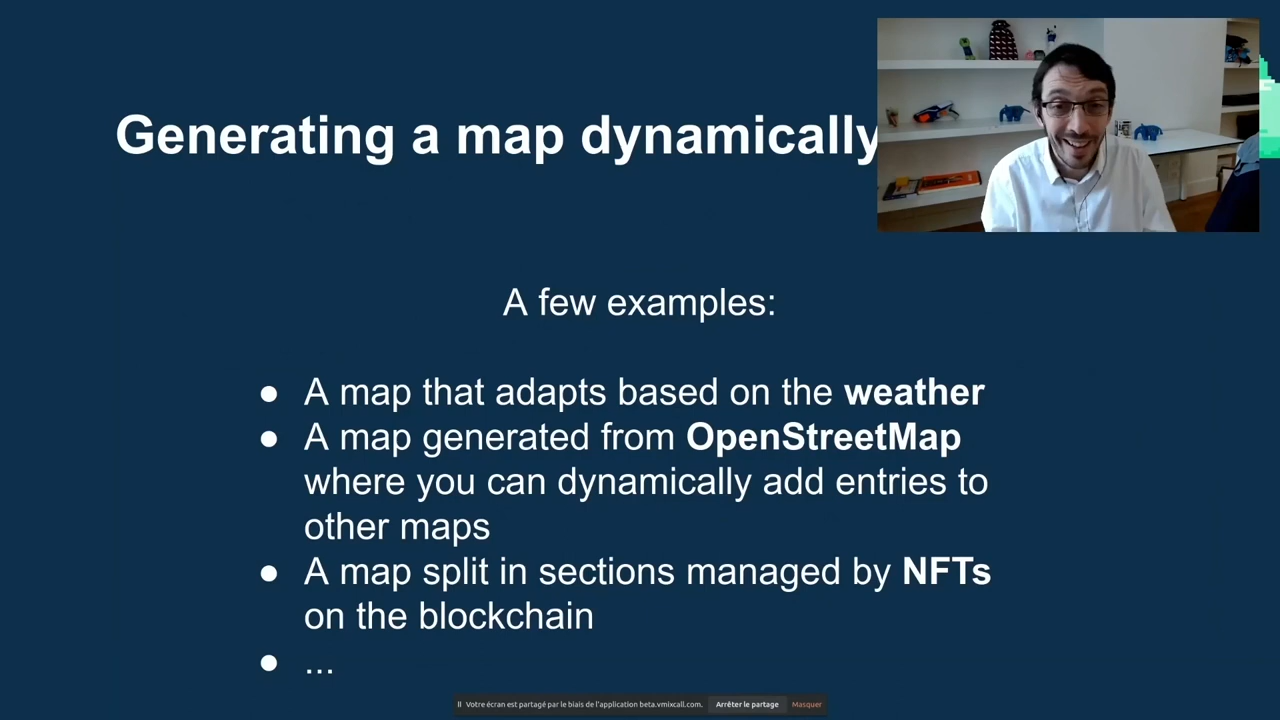 Generating a map dynamically
A few examples:
● A map that adapts based on the weather
● A map generated from OpenStreetMap
where you can dynamically add entries to
other maps
● A map split in sections managed by NFTs
on the blockchain
● ...
Votre écran est partagé par le biais de l'application beta.vmixcall.com. Arrêter le partage Masquer